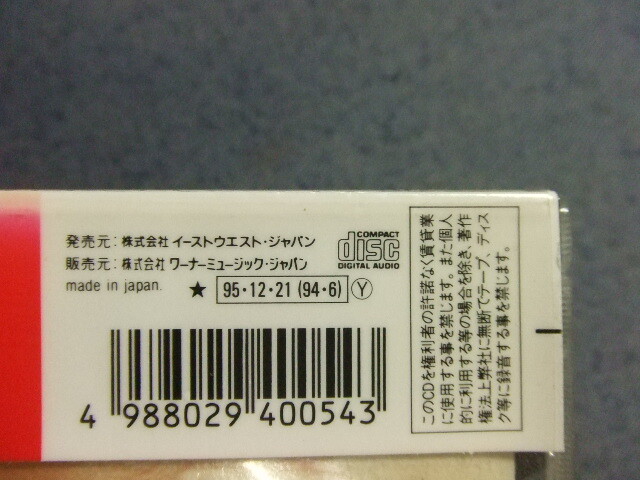 発売元：株式会社 イーストウエスト・ジャパン
販売元：株式会社 ワーナーミュージック・ジャパン
made in japan.
★ 95・12・21 (94・6) Ⓨ
COMPACT
disc
DIGITAL AUDIO
4 988029 400543
このCDを権利者の許諾なく賃貸業
に使用する事を禁じます。また個人
的に利用する等の場合を除き、著作
権法上弊社に無断でテープ、ディス
ク等に録音する事を禁じます。